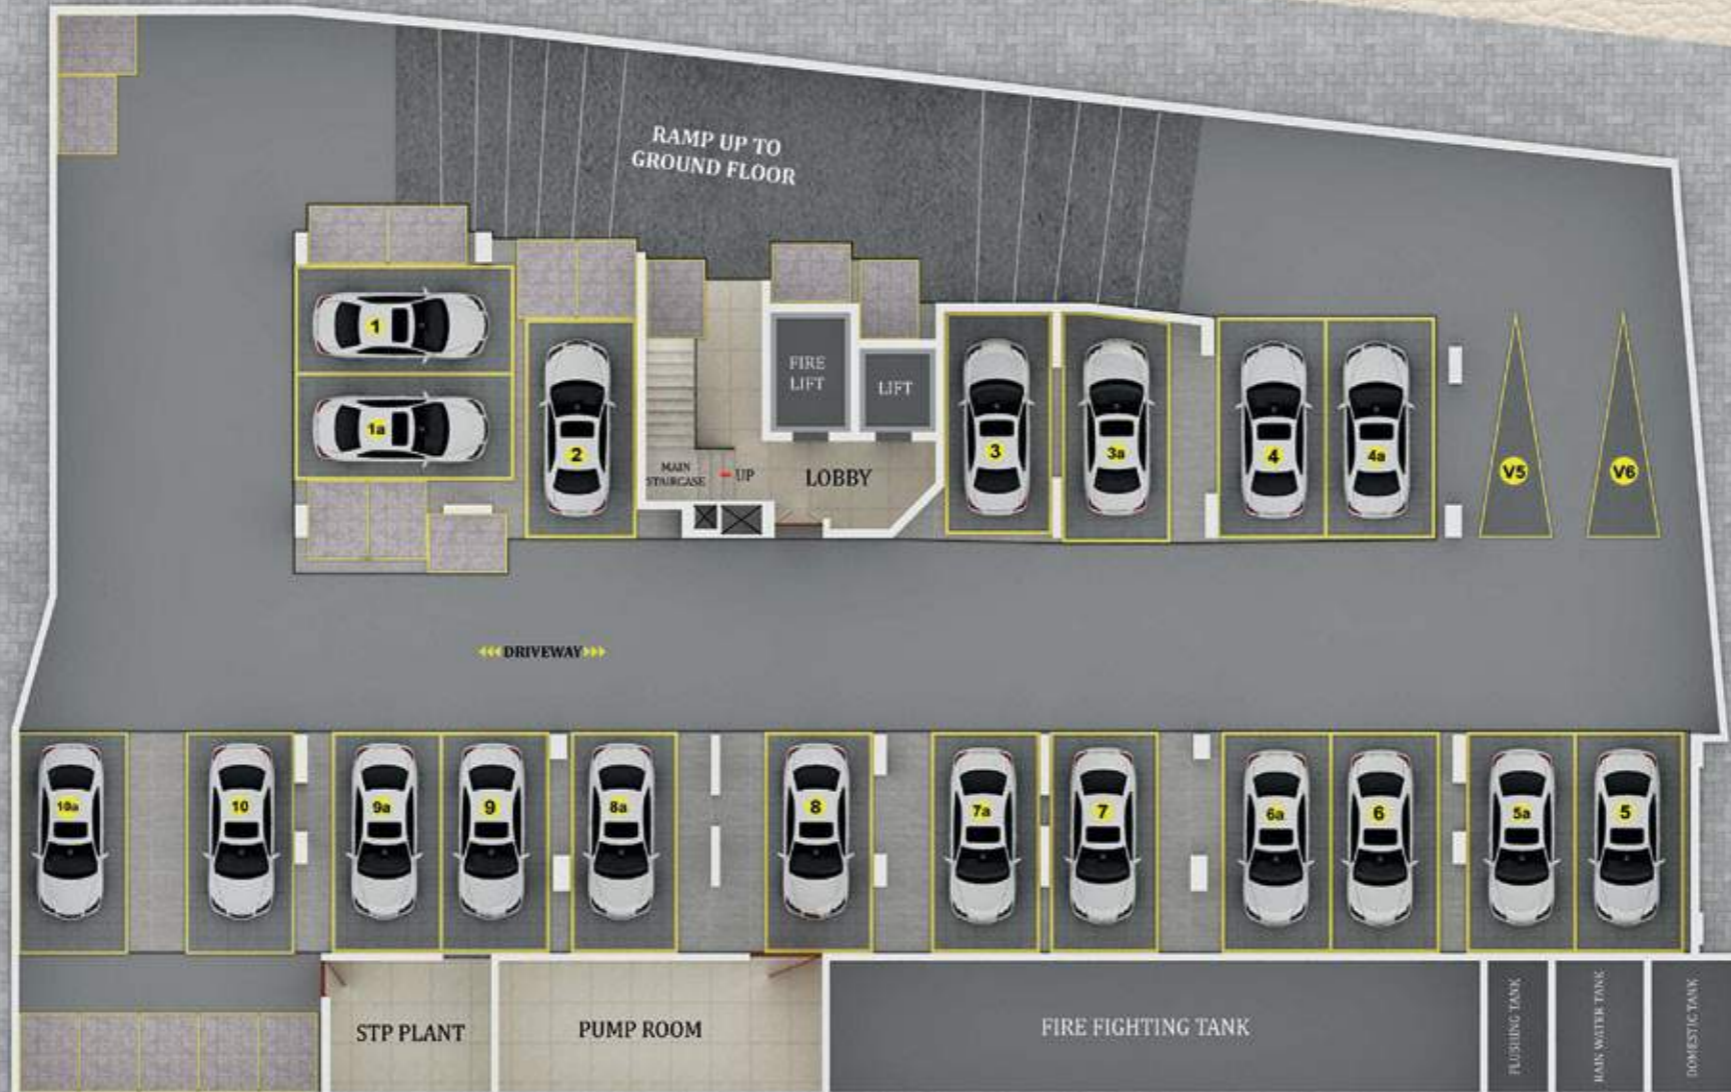 RAMP UP TO
GROUND FLOOR
1
1a
2
FIRE
LIFT
LIFT
MAIN
STAIRCASE
UP
LOBBY
3
3a
4
4a
V5
V6
DRIVEWAY
10a
10
9a
9
8a
8
7a
7
6a
6
5a
5
STP PLANT
PUMP ROOM
FIRE FIGHTING TANK
FLUSHING TANK
RAIN WATER TANK
DOMESTIC TANK